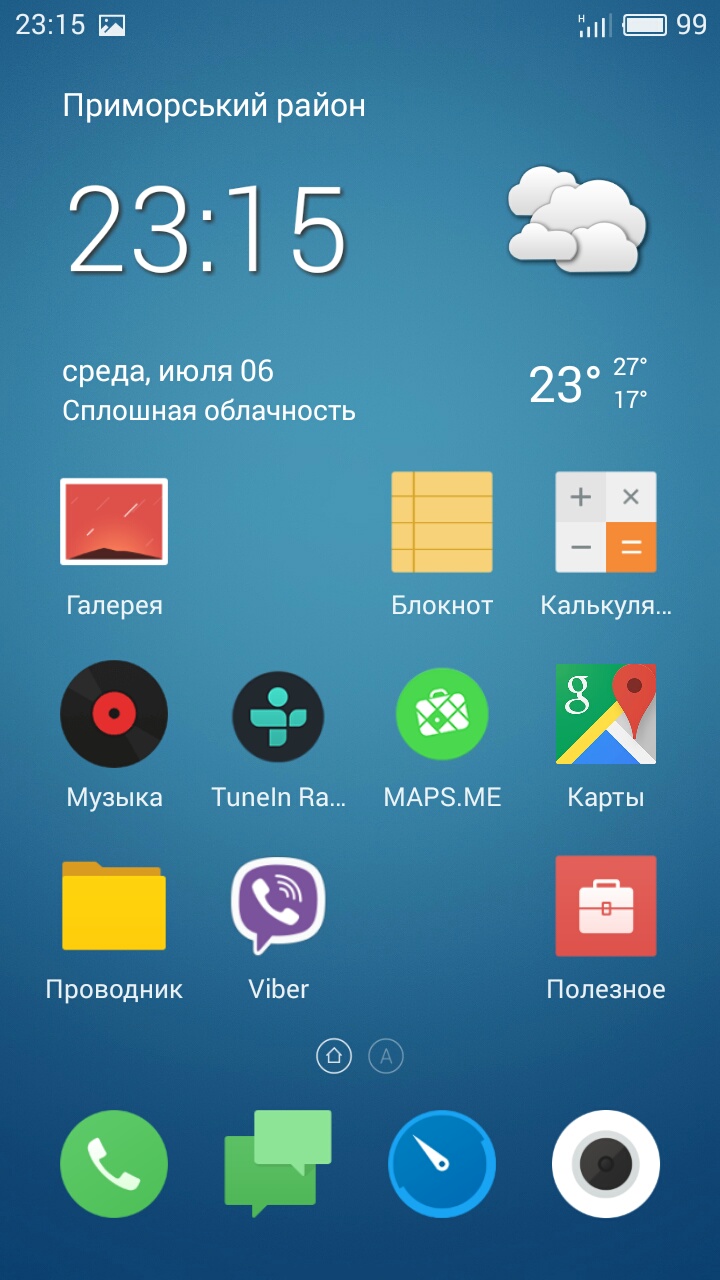 23:15 H 99
Приморський район
23:15
среда, июля 06
Сплошная облачность
23° 27°
17°
Галерея Блокнот Калькуля...
g
Музыка TuneIn Ra... MAPS.ME Карты
Проводник Viber Полезное
A